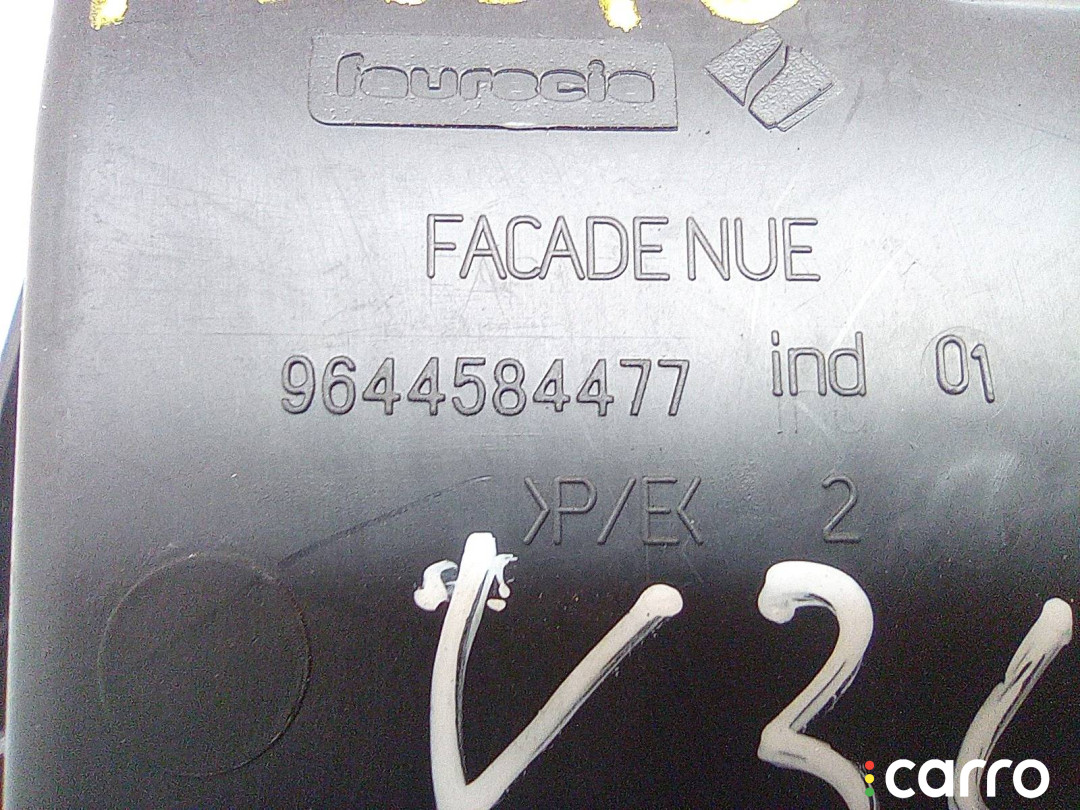 faurecia
FACADE NUE
9644584477 ind 01
>P/E< 2
carro